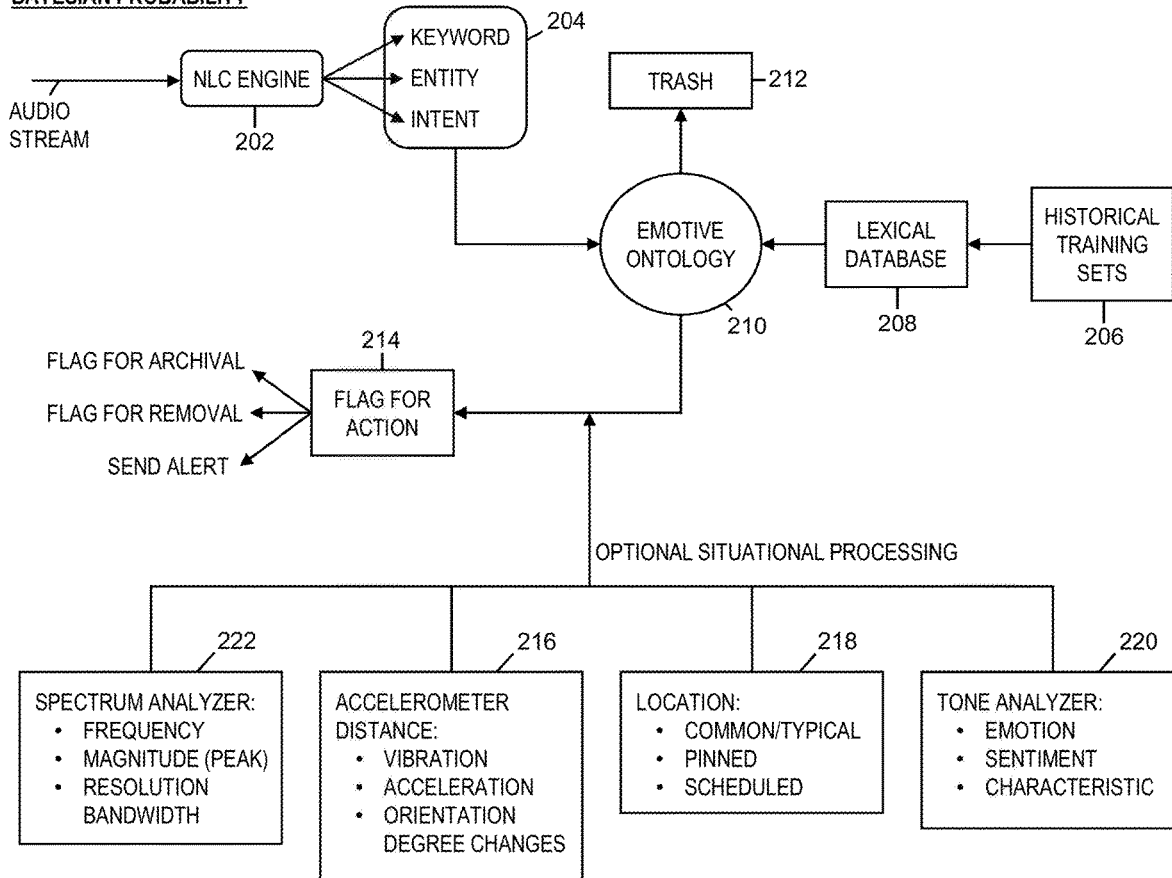 BAYESIAN PROBABILITY
204
KEYWORD
NLC ENGINE
ENTITY
TRASH
212
AUDIO
STREAM
202
INTENT
EMOTIVE
ONTOLOGY
LEXICAL
DATABASE
HISTORICAL
TRAINING
SETS
210
208
206
214
FLAG FOR ARCHIVAL
FLAG FOR REMOVAL
FLAG FOR
ACTION
SEND ALERT
OPTIONAL SITUATIONAL PROCESSING
222
216
218
220
SPECTRUM ANALYZER:
• FREQUENCY
• MAGNITUDE (PEAK)
• RESOLUTION
BANDWIDTH
ACCELEROMETER
DISTANCE:
• VIBRATION
• ACCELERATION
• ORIENTATION
DEGREE CHANGES
LOCATION:
• COMMON/TYPICAL
• PINNED
• SCHEDULED
TONE ANALYZER:
• EMOTION
• SENTIMENT
• CHARACTERISTIC